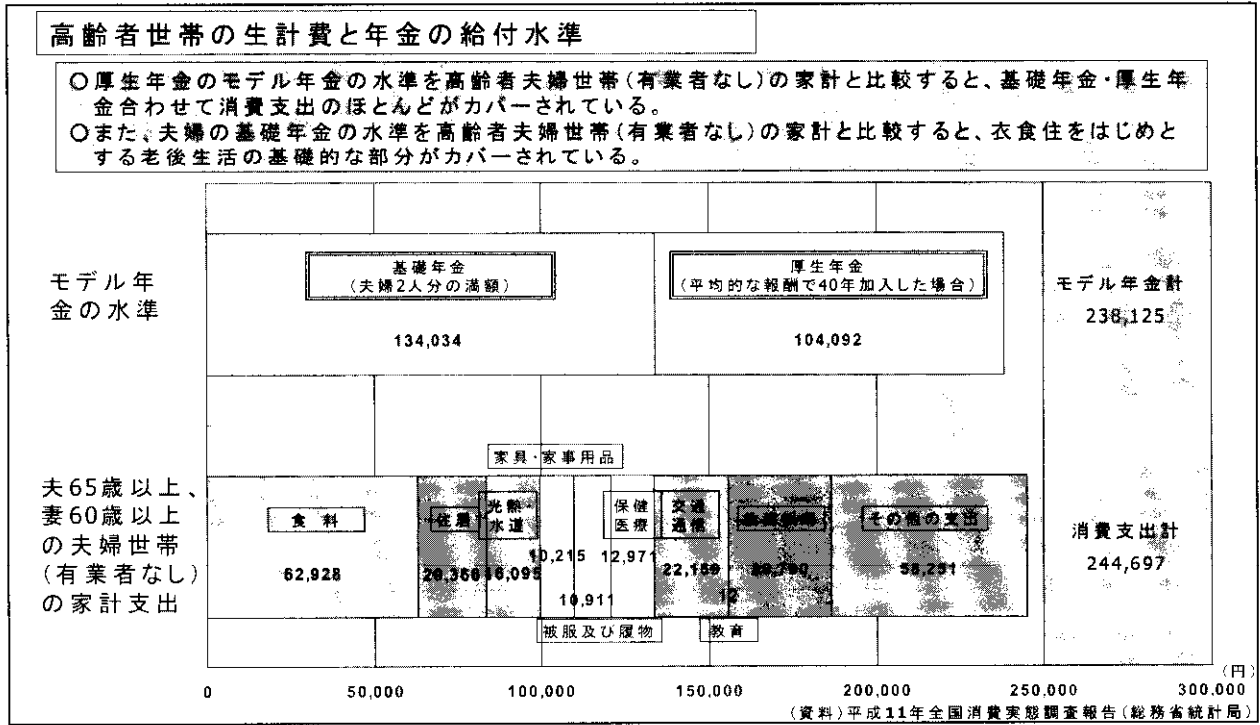 高齢者世帯の生計費と年金の給付水準
○厚生年金のモデル年金の水準を高齢者夫婦世帯(有業者なし)の家計と比較すると、基礎年金・厚生年
金合わせて消費支出のほとんどがカバーされている。
○また、夫婦の基礎年金の水準を高齢者夫婦世帯(有業者なし)の家計と比較すると、衣食住をはじめと
する老後生活の基礎的な部分がカバーされている。
モデル年
金の水準
基礎年金
(夫婦2人分の満額)
134,034
厚生年金
(平均的な報酬で40年加入した場合)
104,092
モデル年金計
238,125
夫65歳以上、
妻60歳以上
の夫婦世帯
(有業者なし)
の家計支出
家具・家事用品
食料
住居
光熱・
水道
保健
医療
交通
通信
その他の支出
10,215
12,971
62,928
20,366
16,095
22,158
30,790
58,251
10,911
12
被服及び履物
教育
消費支出計
244,697
(円)
0
50,000
100,000
150,000
200,000
250,000
300,000
(資料)平成11年全国消費実態調査報告(総務省統計局)